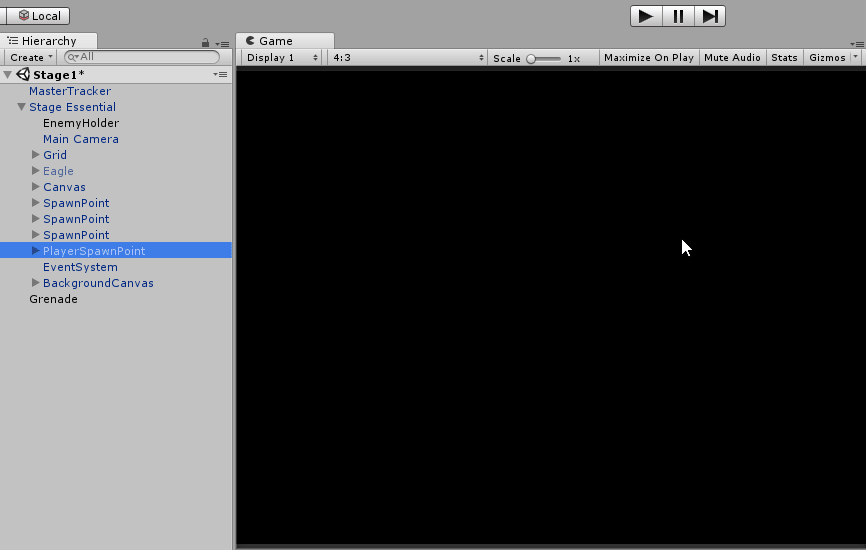 Local
Hierarchy
Game
Create
All
Display 1
4:3
Scale
1x
Maximize On Play
Mute Audio
Stats
Gizmos
Stage1*
MasterTracker
Stage Essential
EnemyHolder
Main Camera
Grid
Eagle
Canvas
SpawnPoint
SpawnPoint
SpawnPoint
PlayerSpawnPoint
EventSystem
BackgroundCanvas
Grenade